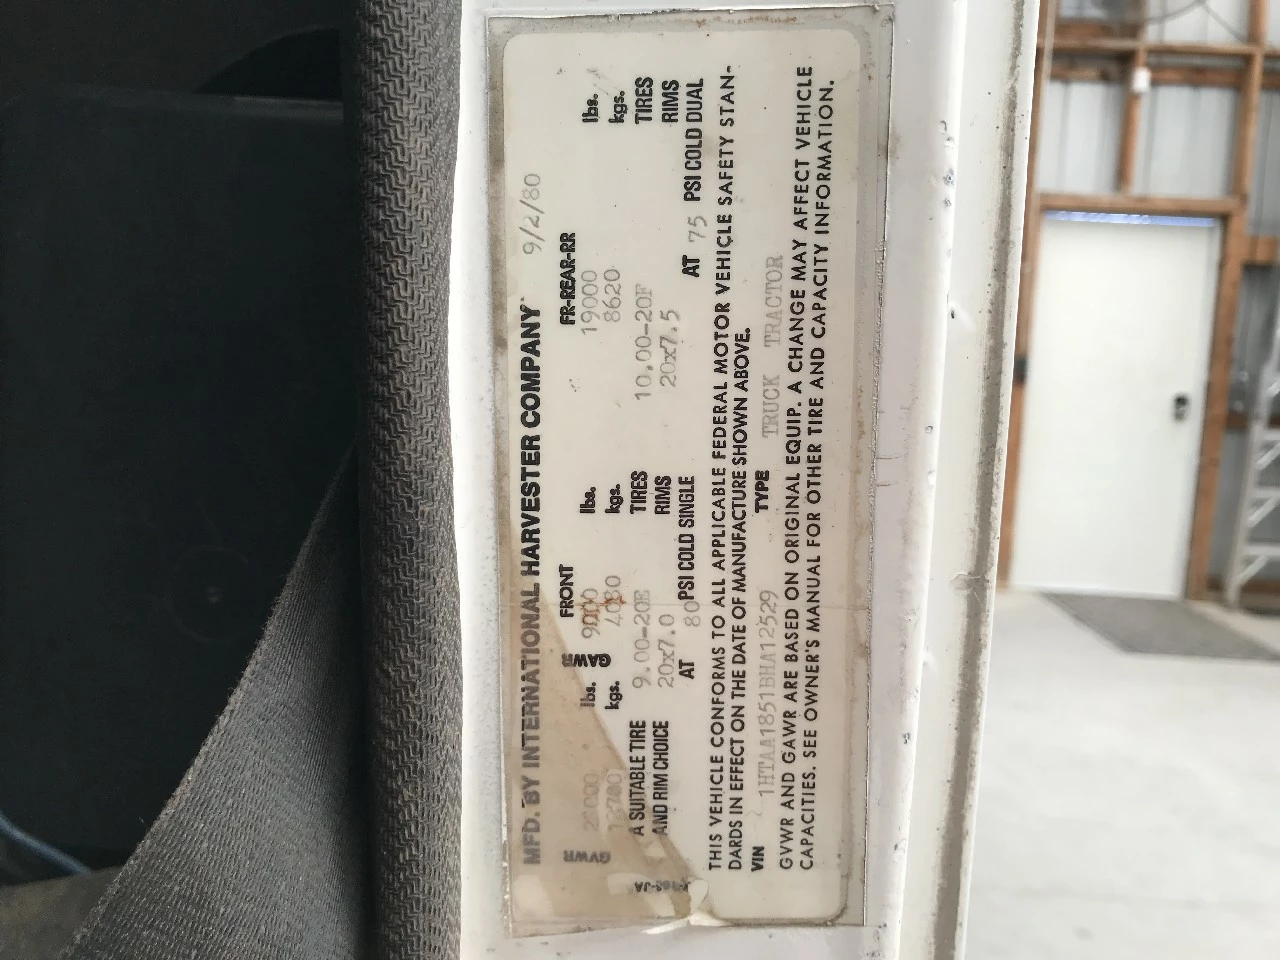 MFD. BY INTERNATIONAL HARVESTER COMPANY 9/2/80
GVWR lbs. GAWR FRONT 9000 lbs. FR-REAR-RR 19000 lbs.
kgs. 4080 kgs. 8620 kgs.
A SUITABLE TIRE 9.00-20E TIRES 10.00-20F TIRES
AND RIM CHOICE 20x7.0 RIMS 20x7.5 RIMS
AT 80 PSI COLD SINGLE AT 75 PSI COLD DUAL
THIS VEHICLE CONFORMS TO ALL APPLICABLE FEDERAL MOTOR VEHICLE SAFETY STAN-
DARDS IN EFFECT ON THE DATE OF MANUFACTURE SHOWN ABOVE.
VIN 1HTAA1851BHA12529 TYPE TRUCK TRACTOR
GVWR AND GAWR ARE BASED ON ORIGINAL EQUIP. A CHANGE MAY AFFECT VEHICLE
CAPACITIES. SEE OWNER'S MANUAL FOR OTHER TIRE AND CAPACITY INFORMATION.